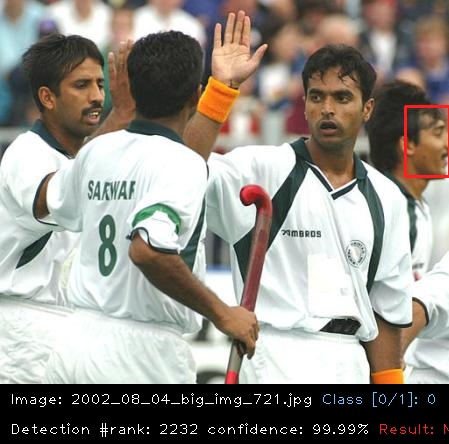 SARWAR
8
AMBROS
Image: 2002_08_04_big_img_721.jpg Class [0/1]: 0
Detection #rank: 2232 confidence: 99.99% Result: N